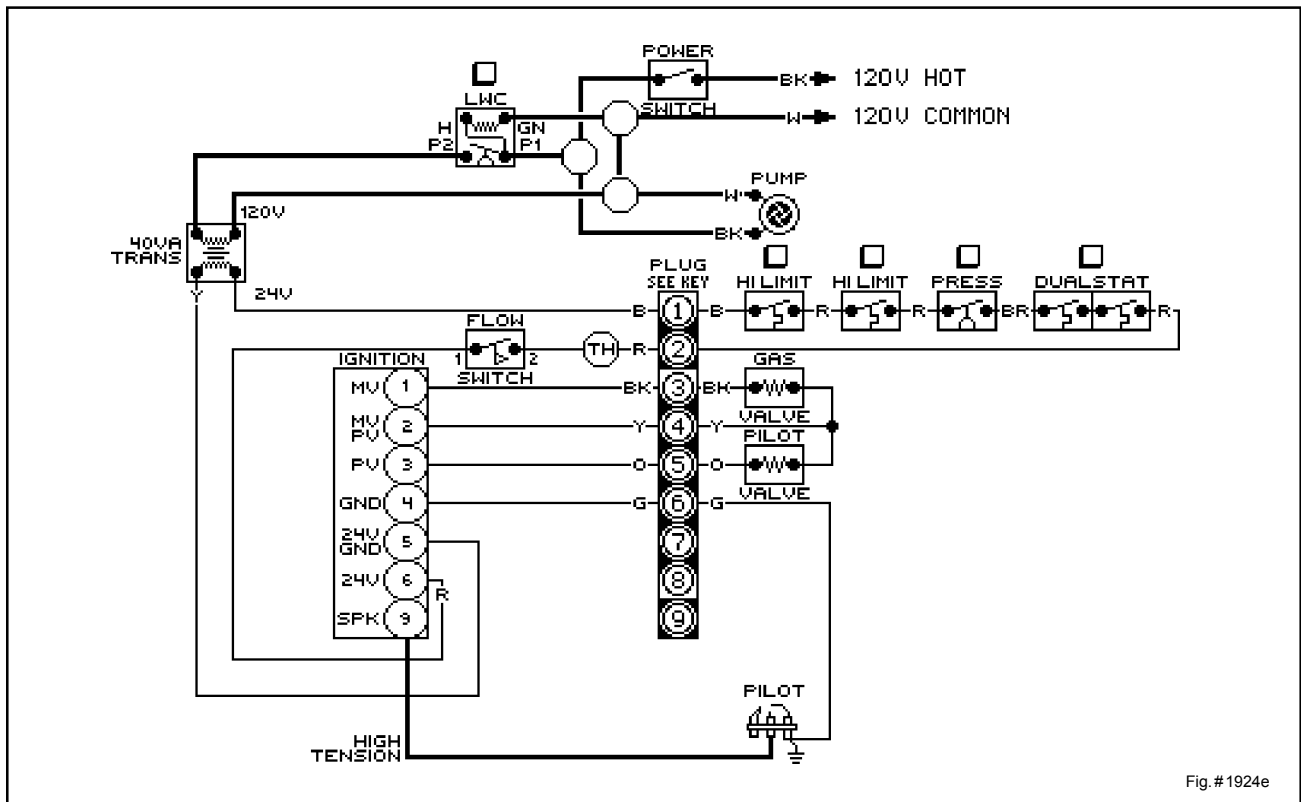 POWER
SWITCH
BK
120V HOT
LWC
H
GN
P2
P1
W
120V COMMON
PUMP
W
BK
120V
40VA
TRANS
Y
24V
PLUG
SEE KEY
HI LIMIT
HI LIMIT
PRESS
DUALSTAT
B
1
B
R
R
BR
R
FLOW
1
2
SWITCH
TH
R
2
IGNITION
GAS
VALVE
MV
1
BK
3
BK
MV
PV
2
Y
4
Y
PILOT
VALVE
PV
3
O
5
O
GND
4
G
6
G
24V
GND
5
7
24V
6
R
8
SPK
9
9
PILOT
HIGH
TENSION
Fig. # 1924e